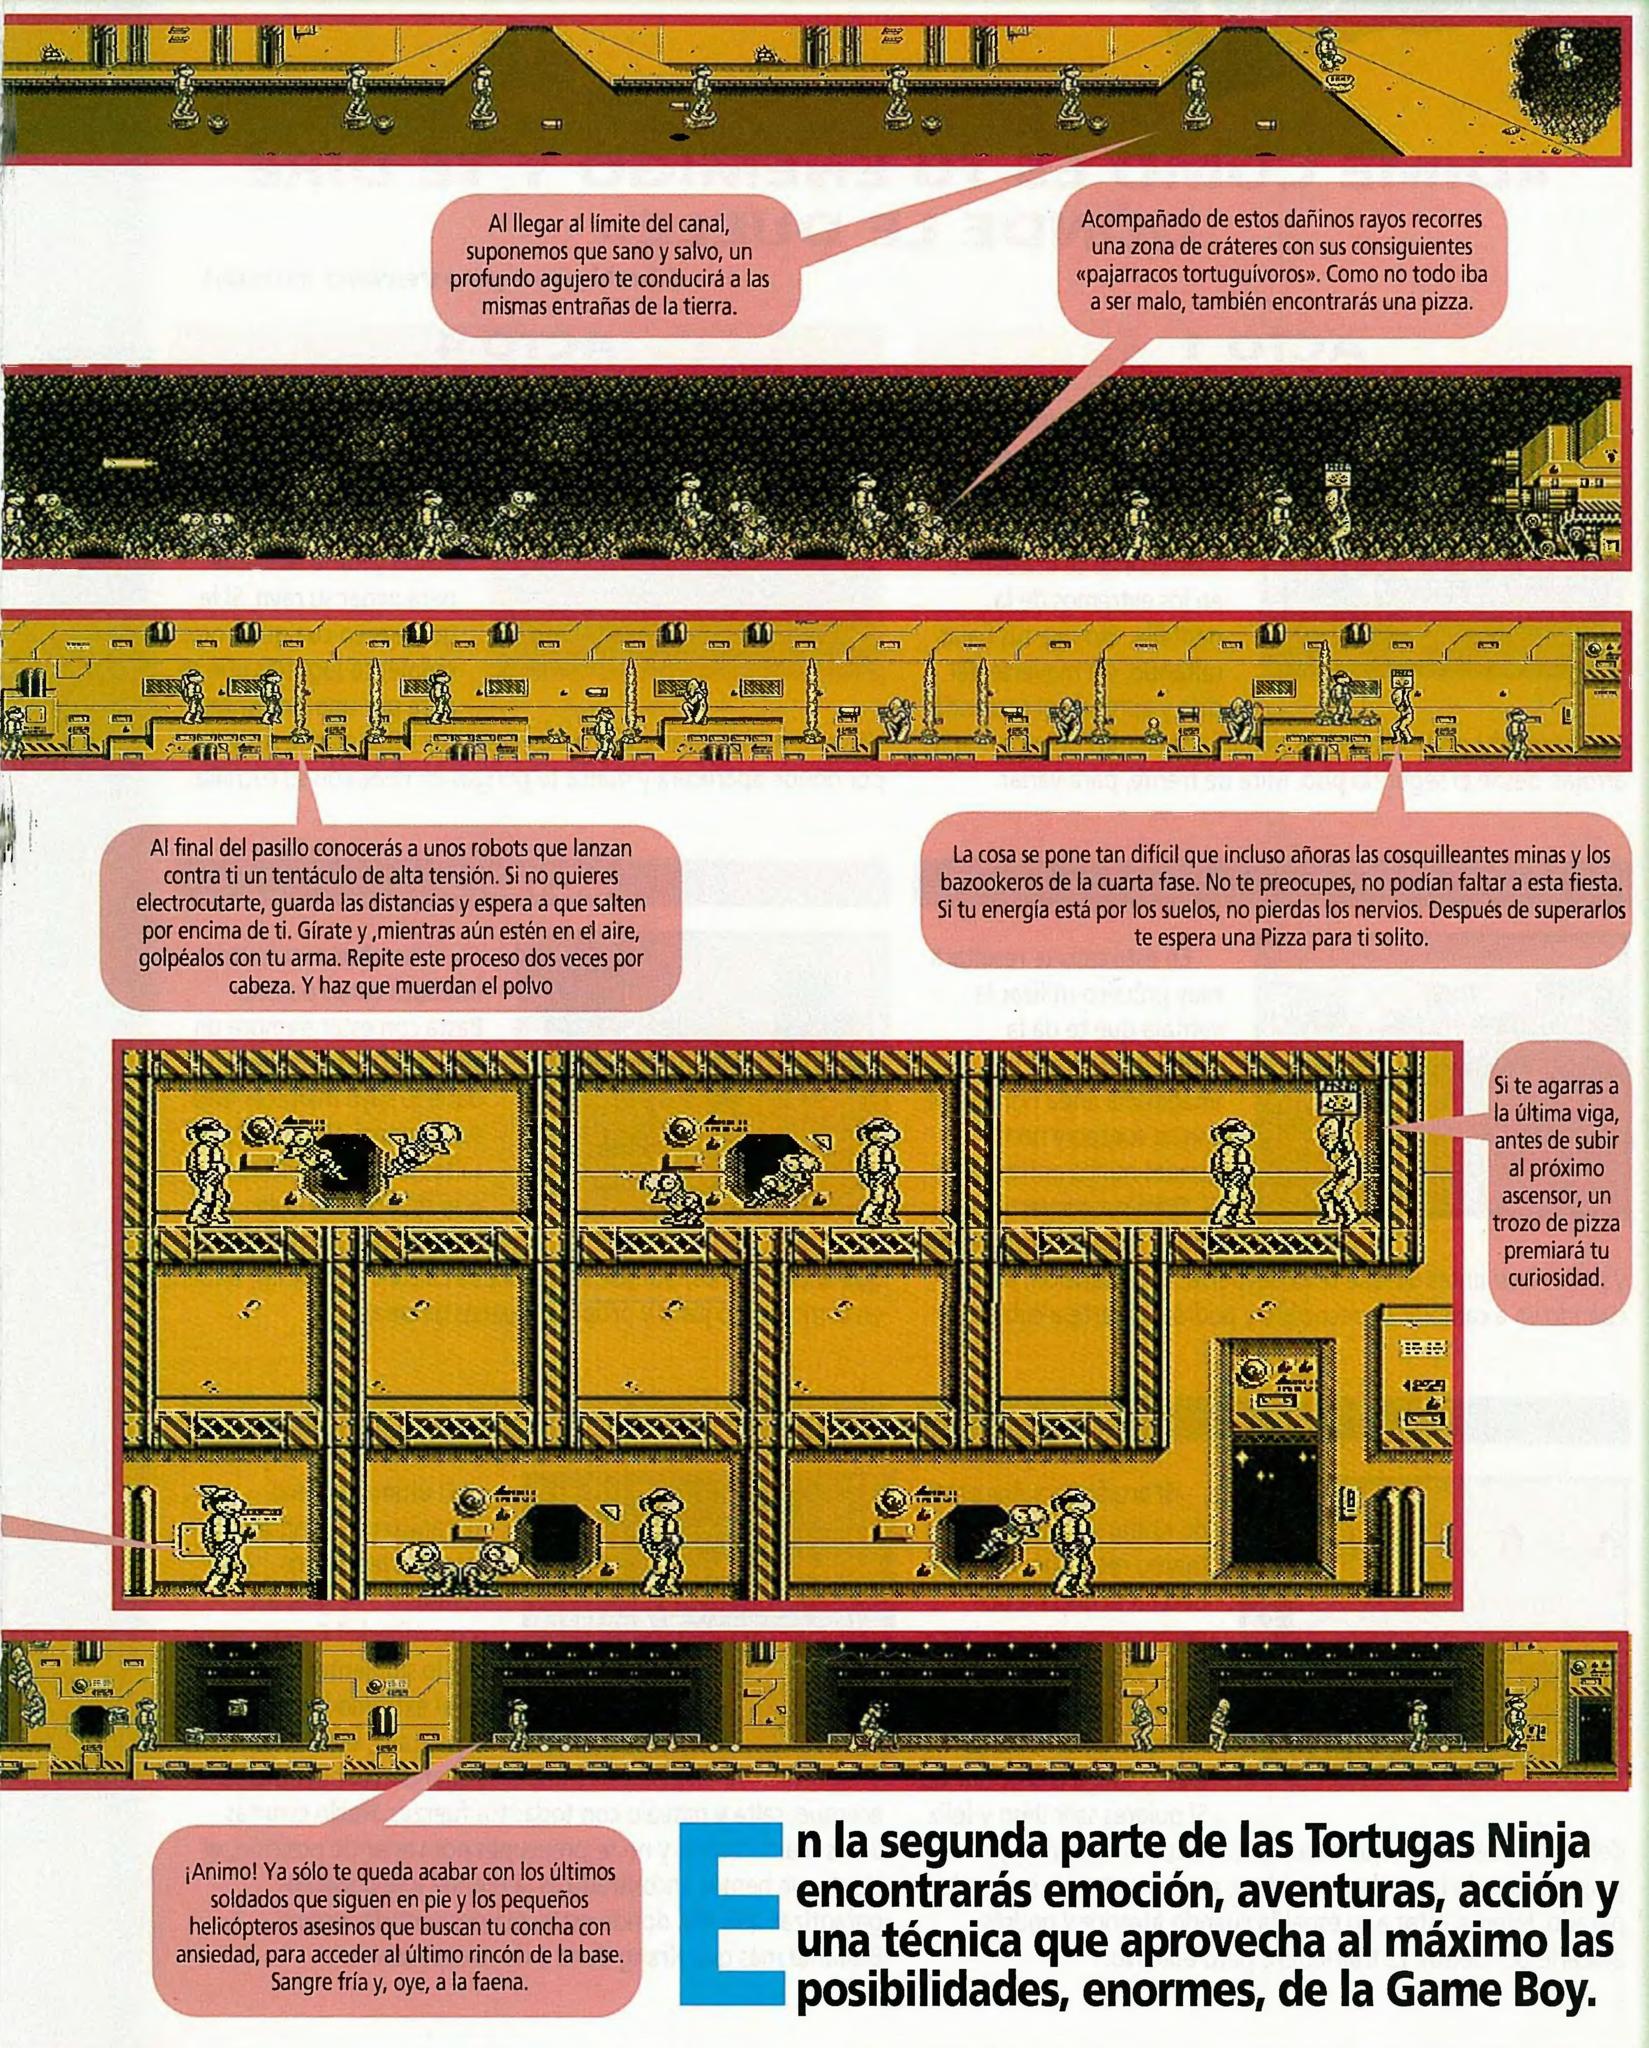 Al llegar al límite del canal,
suponemos que sano y salvo, un
profundo agujero te conducirá a las
mismas entrañas de la tierra.
Acompañado de estos dañinos rayos recorres
una zona de cráteres con sus consiguientes
«pajarracos tortuguívoros». Como no todo iba
a ser malo, también encontrarás una pizza.
Al final del pasillo conocerás a unos robots que lanzan
contra ti un tentáculo de alta tensión. Si no quieres
electrocutarte, guarda las distancias y espera a que salten
por encima de ti. Gírate y ,mientras aún estén en el aire,
golpéalos con tu arma. Repite este proceso dos veces por
cabeza. Y haz que muerdan el polvo
La cosa se pone tan difícil que incluso añoras las cosquilleantes minas y los
bazookeros de la cuarta fase. No te preocupes, no podían faltar a esta fiesta.
Si tu energía está por los suelos, no pierdas los nervios. Después de superarlos
te espera una Pizza para ti solito.
Si te agarras a
la última viga,
antes de subir
al próximo
ascensor, un
trozo de pizza
premiará tu
curiosidad.
¡Animo! Ya sólo te queda acabar con los últimos
soldados que siguen en pie y los pequeños
helicópteros asesinos que buscan tu concha con
ansiedad, para acceder al último rincón de la base.
Sangre fría y, oye, a la faena.
En la segunda parte de las Tortugas Ninja
encontrarás emoción, aventuras, acción y
una técnica que aprovecha al máximo las
posibilidades, enormes, de la Game Boy.